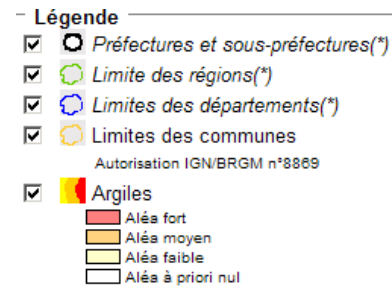 Légende
Préfectures et sous-préfectures(*)
Limite des régions(*)
Limites des départements(*)
Limites des communes
Autorisation IGN/BRGM n°8869
Argiles
Aléa fort
Aléa moyen
Aléa faible
Aléa à priori nul